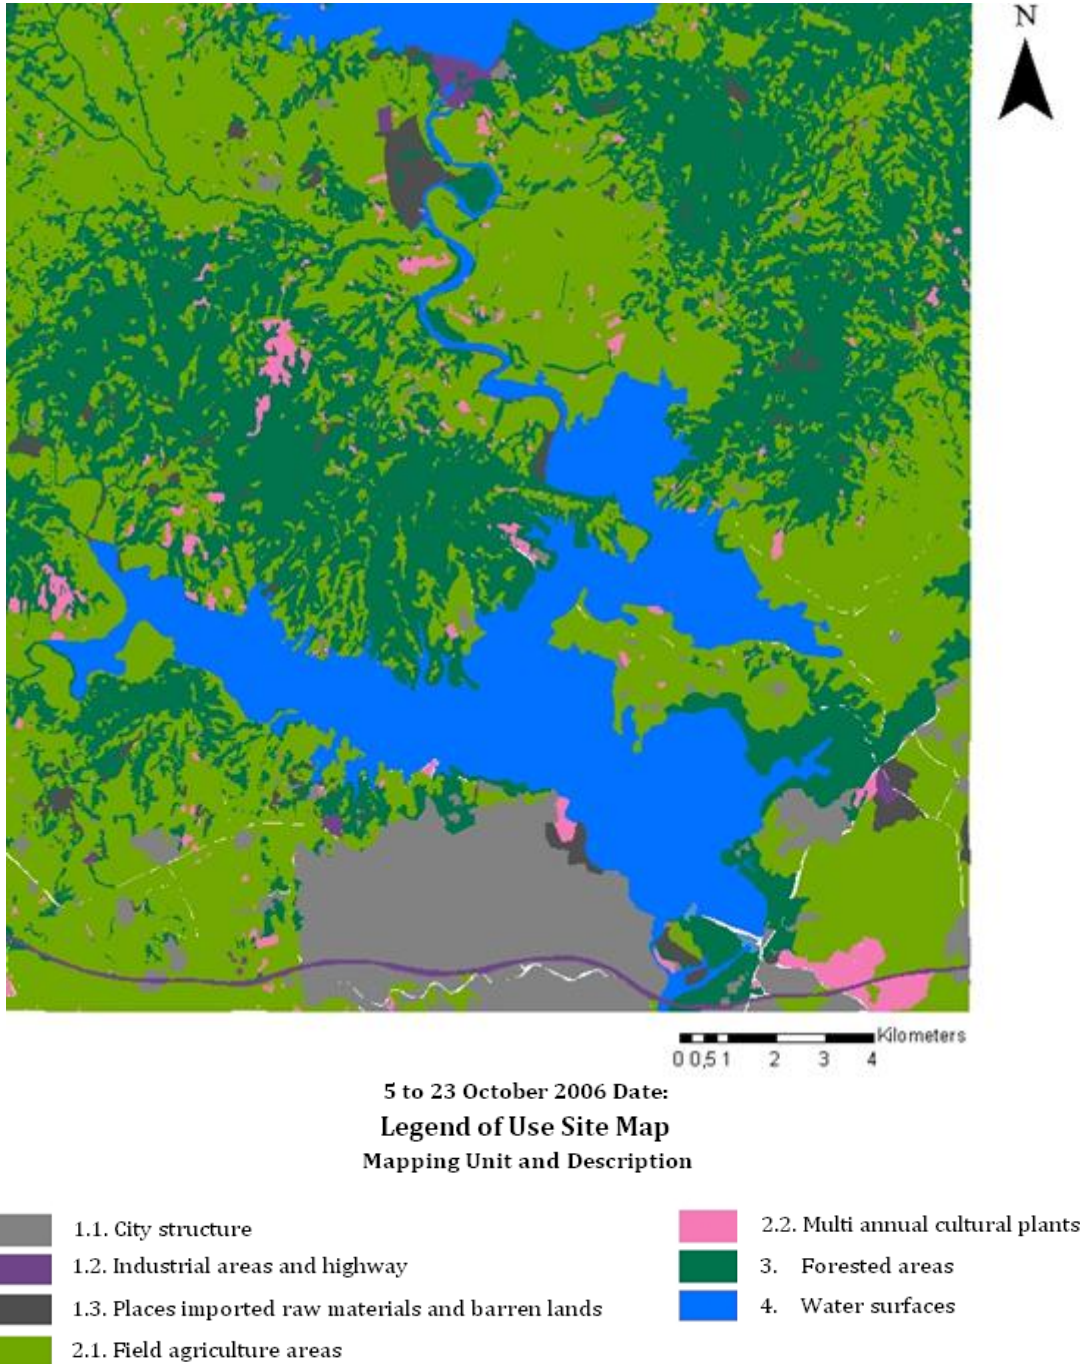 N
Kilometers
0 0,5 1 2 3 4
5 to 23 October 2006 Date:
Legend of Use Site Map
Mapping Unit and Description
1.1. City structure
1.2. Industrial areas and highway
1.3. Places imported raw materials and barren lands
2.1. Field agriculture areas
2.2. Multi annual cultural plants
3. Forested areas
4. Water surfaces